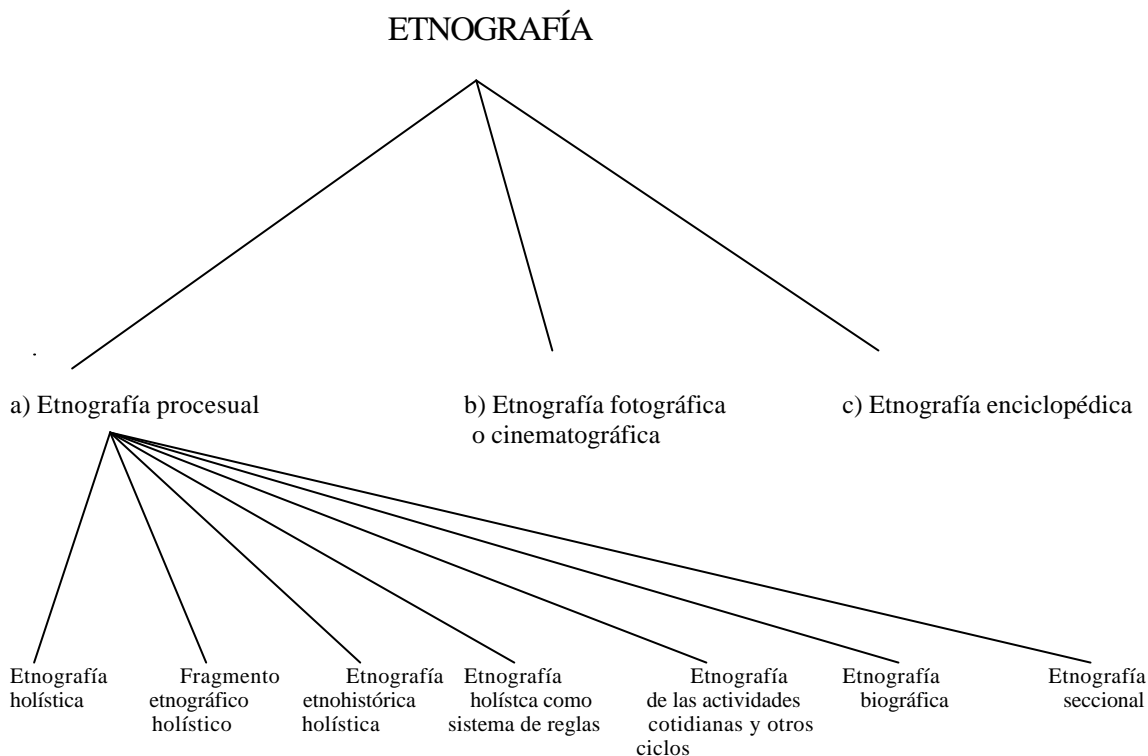 ETNOGRAFÍA
a) Etnografía procesual
b) Etnografía fotográfica
o cinematográfica
c) Etnografía enciclopédica
Etnografía
holística
Fragmento
etnográfico
holístico
Etnografía
etnohistórica
holística
Etnografía
holístca como
sistema de reglas
Etnografía
de las actividades
cotidianas y otros
ciclos
Etnografía
biográfica
Etnografía
seccional